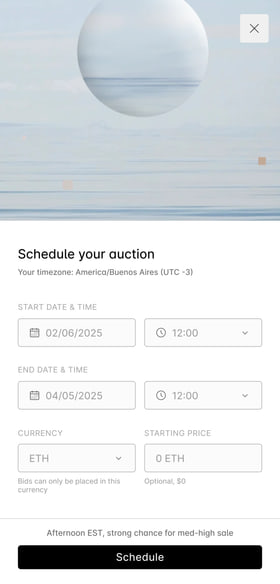 Schedule your auction
Your timezone: America/Buenos Aires (UTC -3)
START DATE & TIME
02/06/2025
12:00
END DATE & TIME
04/05/2025
12:00
CURRENCY
STARTING PRICE
ETH
0 ETH
Bids can only be placed in this
currency
Optional, $0
Afternoon EST, strong chance for med-high sale
Schedule